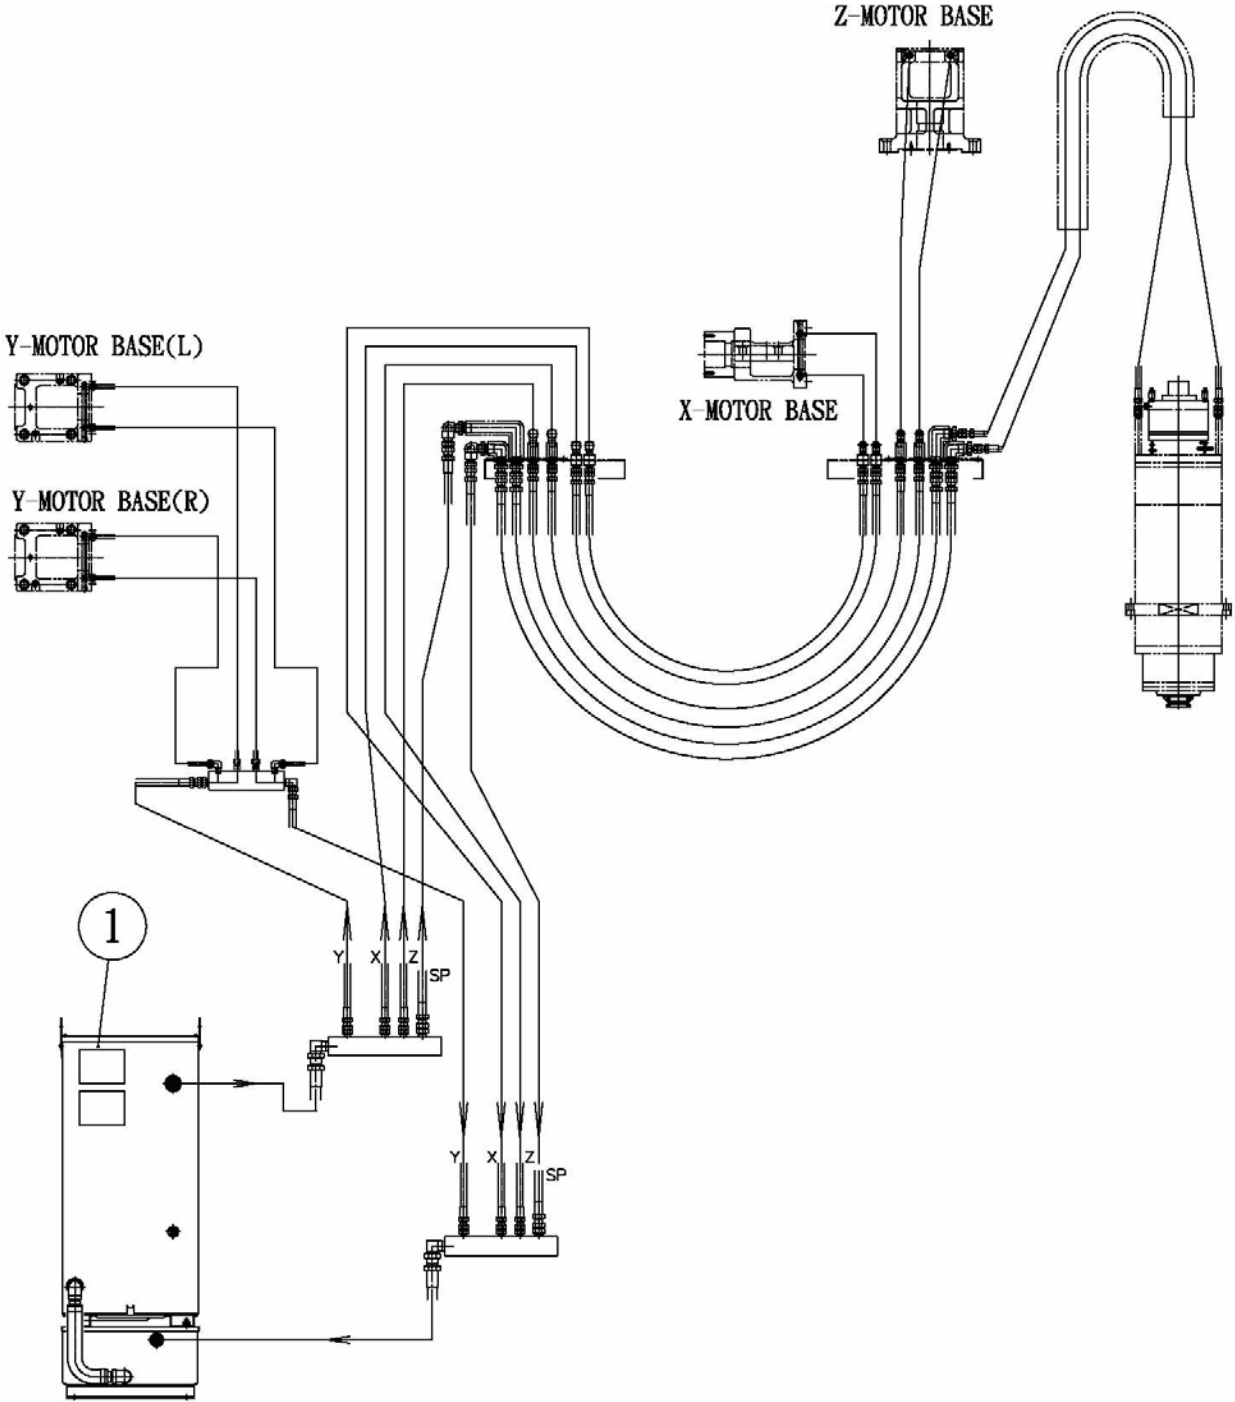 Z-MOTOR BASE
Y-MOTOR BASE(L)
X-MOTOR BASE
Y-MOTOR BASE(R)
1
Y X Z SP
Y X Z SP